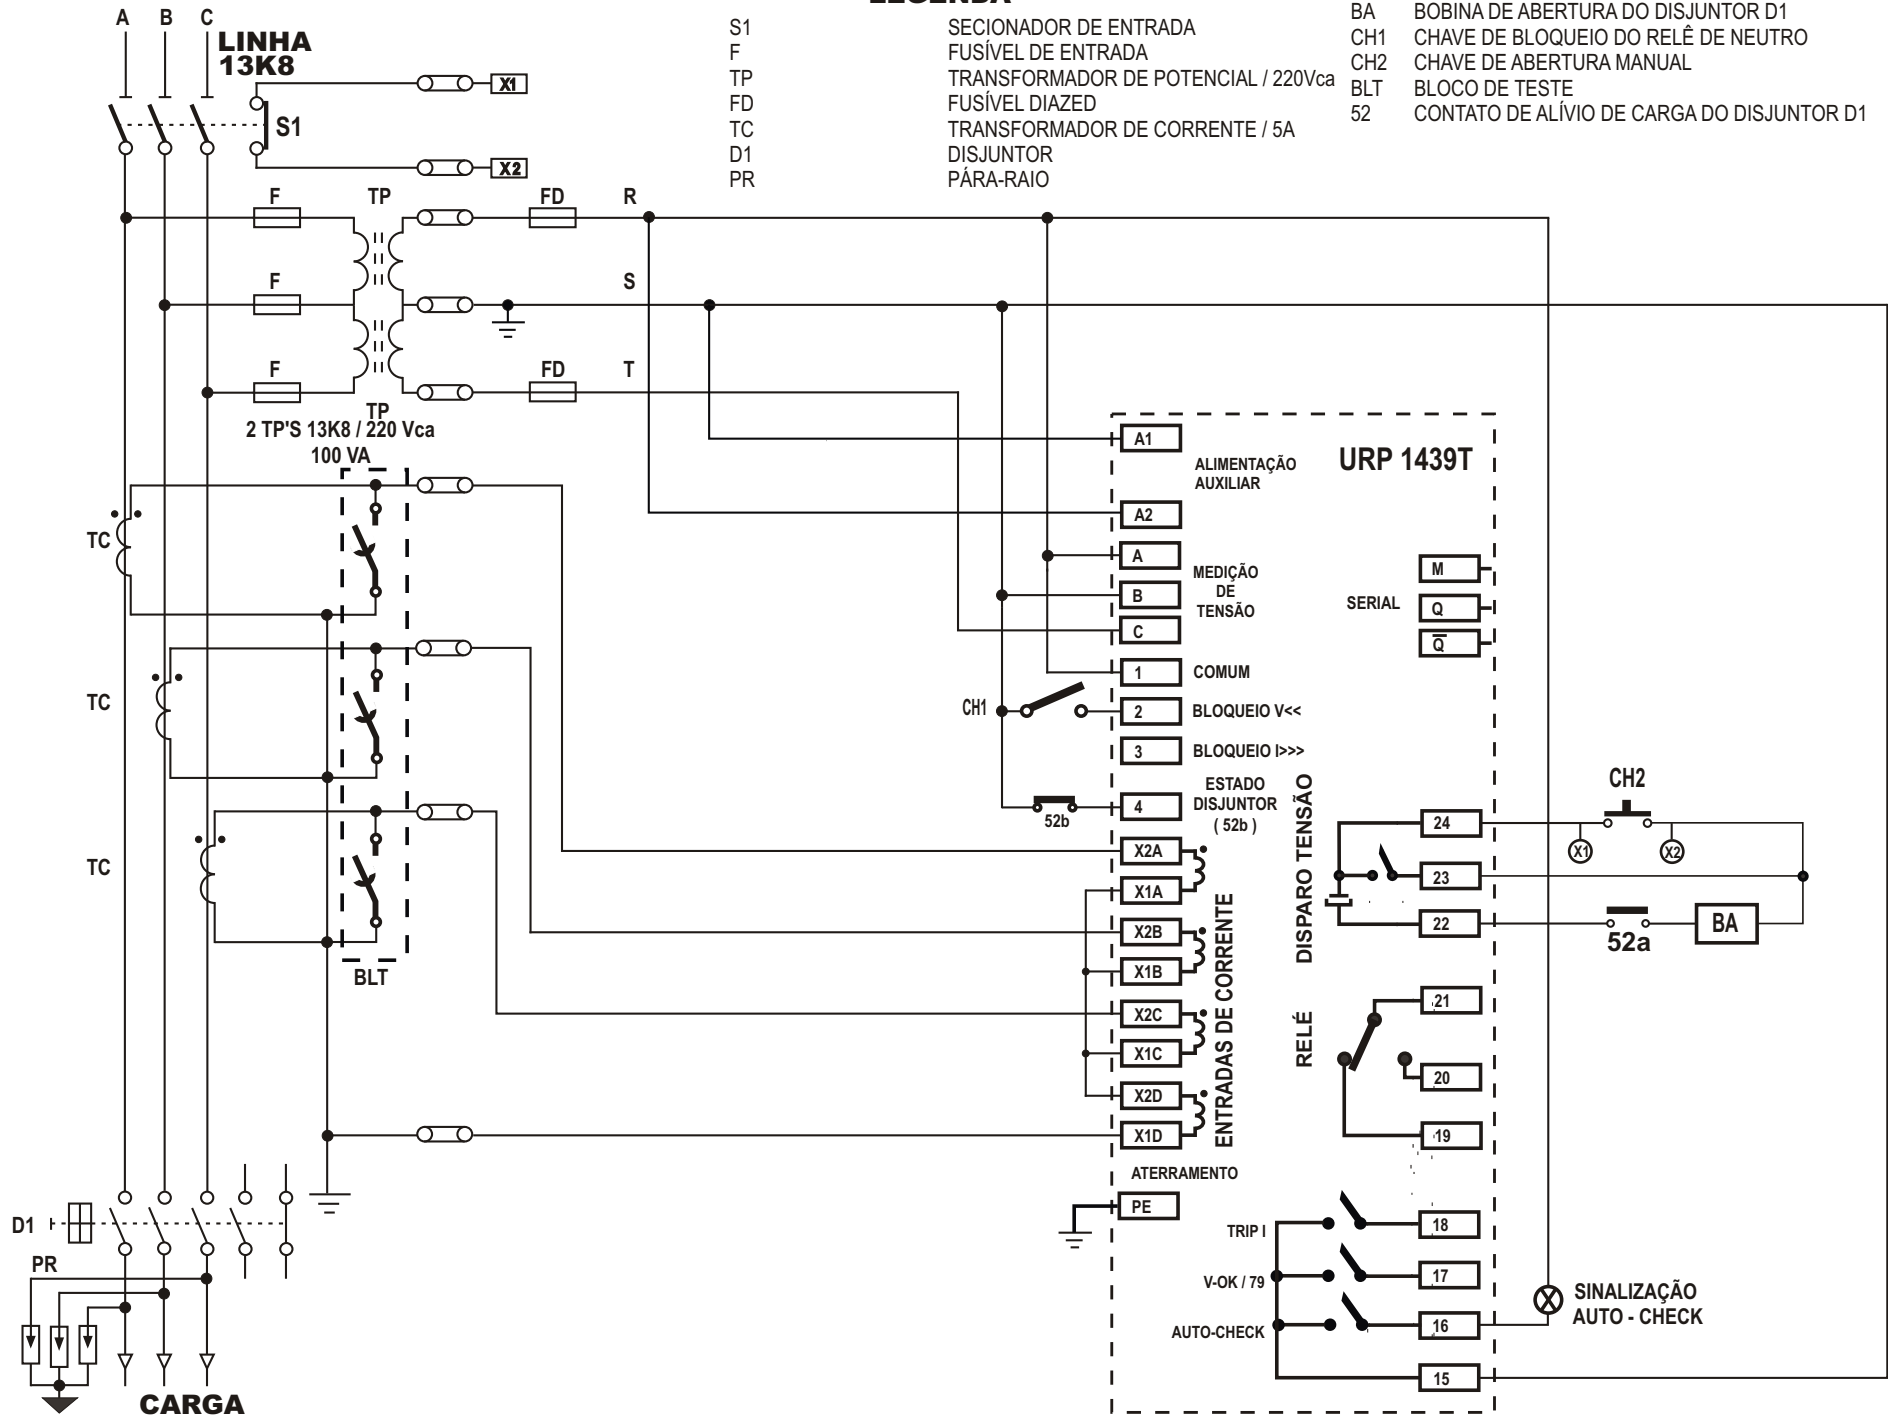 LEGENDA
A B C
LINHA
13K8
X1
S1
X2
S1 SECIONADOR DE ENTRADA
F FUSÍVEL DE ENTRADA
TP TRANSFORMADOR DE POTENCIAL / 220Vca
FD FUSÍVEL DIAZED
TC TRANSFORMADOR DE CORRENTE / 5A
D1 DISJUNTOR
PR PÁRA-RAIO
BA BOBINA DE ABERTURA DO DISJUNTOR D1
CH1 CHAVE DE BLOQUEIO DO RELÊ DE NEUTRO
CH2 CHAVE DE ABERTURA MANUAL
BLT BLOCO DE TESTE
52 CONTATO DE ALÍVIO DE CARGA DO DISJUNTOR D1
F TP FD R
F S
F FD T
TP
2 TP'S 13K8 / 220 Vca
100 VA
TC
TC
TC
BLT
URP 1439T
A1
ALIMENTAÇÃO
AUXILIAR
A2
A
MEDIÇÃO
DE
TENSÃO
B
C
M
SERIAL
Q
Q̅
1 COMUM
CH1
2 BLOQUEIO V<<
3 BLOQUEIO I>>>
52b
4
ESTADO
DISJUNTOR
( 52b )
X2A
X1A
X2B
X1B
X2C
X1C
X2D
X1D
ENTRADAS DE CORRENTE
ATERRAMENTO
PE
DISPARO TENSÃO
24
23
22
CH2
X1
X2
52a
BA
RELÉ
21
20
19
TRIP I
18
V-OK / 79
17
AUTO-CHECK
16
15
SINALIZAÇÃO
AUTO - CHECK
D1
PR
CARGA